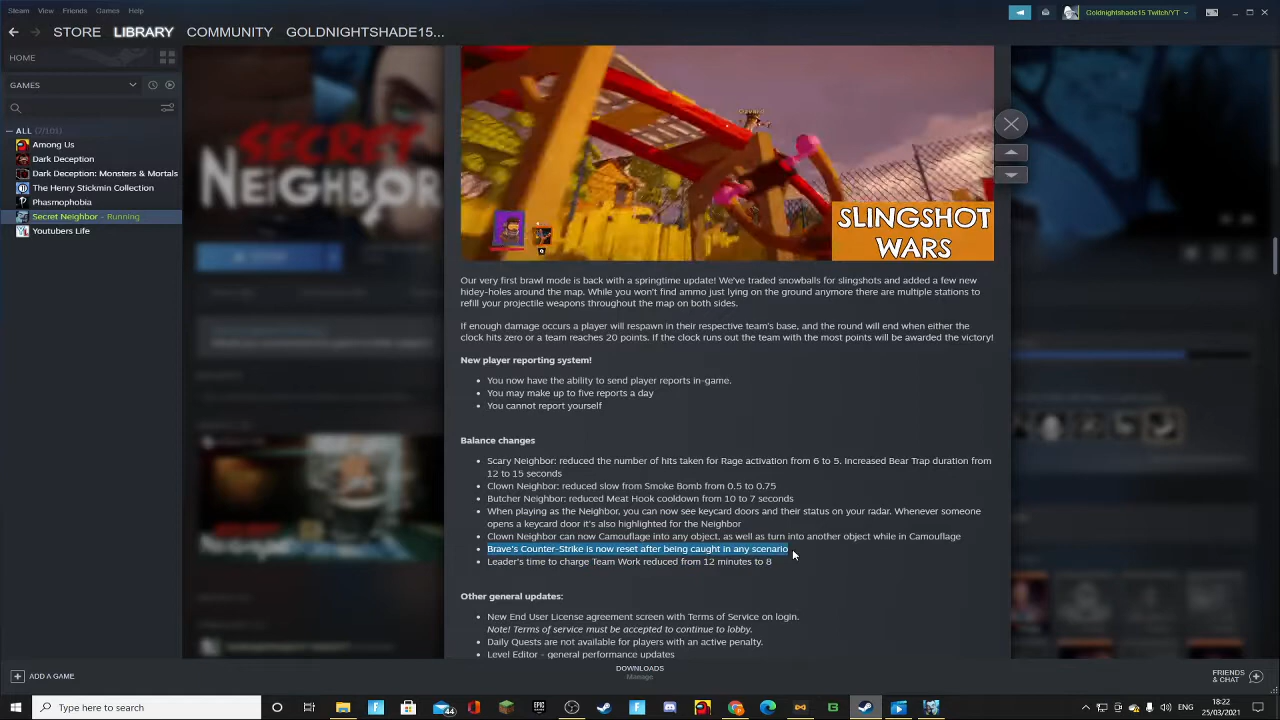 Steam View Friends Games Help
Goldnightshade15 Twitch/YT
STORE LIBRARY COMMUNITY GOLDNIGHTSHADE15...
HOME
GAMES
ALL (7/101)
Among Us
Dark Deception
Dark Deception: Monsters & Mortals
The Henry Stickmin Collection
Phasmophobia
Secret Neighbor - Running
Youtubers Life
SECRET
NEIGHBOR
SLINGSHOT
WARS
Our very first brawl mode is back with a springtime update! We've traded snowballs for slingshots and added a few new
hidey-holes around the map. While you won't find ammo just lying on the ground anymore there are multiple stations to
refill your projectile weapons throughout the map on both sides.
If enough damage occurs a player will respawn in their respective team's base, and the round will end when either the
clock hits zero or a team reaches 20 points. If the clock runs out the team with the most points will be awarded the victory!
New player reporting system!
You now have the ability to send player reports in-game.
You may make up to five reports a day
You cannot report yourself
Balance changes
Scary Neighbor: reduced the number of hits taken for Rage activation from 6 to 5. Increased Bear Trap duration from
12 to 15 seconds
Clown Neighbor: reduced slow from Smoke Bomb from 0.5 to 0.75
Butcher Neighbor: reduced Meat Hook cooldown from 10 to 7 seconds
When playing as the Neighbor, you can now see keycard doors and their status on your radar. Whenever someone
opens a keycard door it's also highlighted for the Neighbor
Clown Neighbor can now Camouflage into any object, as well as turn into another object while in Camouflage
Brave's Counter-Strike is now reset after being caught in any scenario
Leader's time to charge Team Work reduced from 12 minutes to 8
Other general updates:
New End User License agreement screen with Terms of Service on login.
Note! Terms of service must be accepted to continue to lobby.
Daily Quests are not available for players with an active penalty.
Level Editor - general performance updates
ADD A GAME
DOWNLOADS
Manage
FRIENDS
& CHAT
Type here to search
44
EPIC
ENG
18:22
25/03/2021